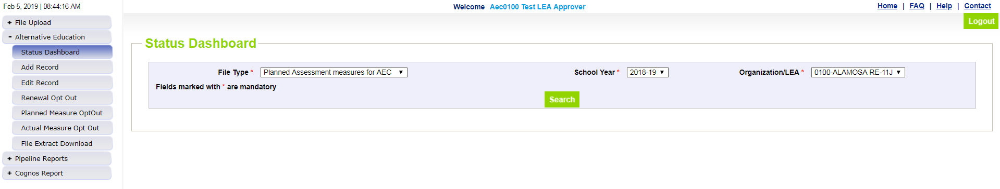 Feb 5, 2019 | 08:44:16 AM
Welcome Aec0100 Test LEA Approver
Home | FAQ | Help | Contact
Logout
+ File Upload
- Alternative Education
Status Dashboard
Add Record
Edit Record
Renewal Opt Out
Planned Measure OptOut
Actual Measure Opt Out
File Extract Download
+ Pipeline Reports
+ Cognos Report
Status Dashboard
File Type * Planned Assessment measures for AEC ▼ School Year * 2018-19 ▼ Organization/LEA * 0100-ALAMOSA RE-11J ▼
Fields marked with * are mandatory
Search